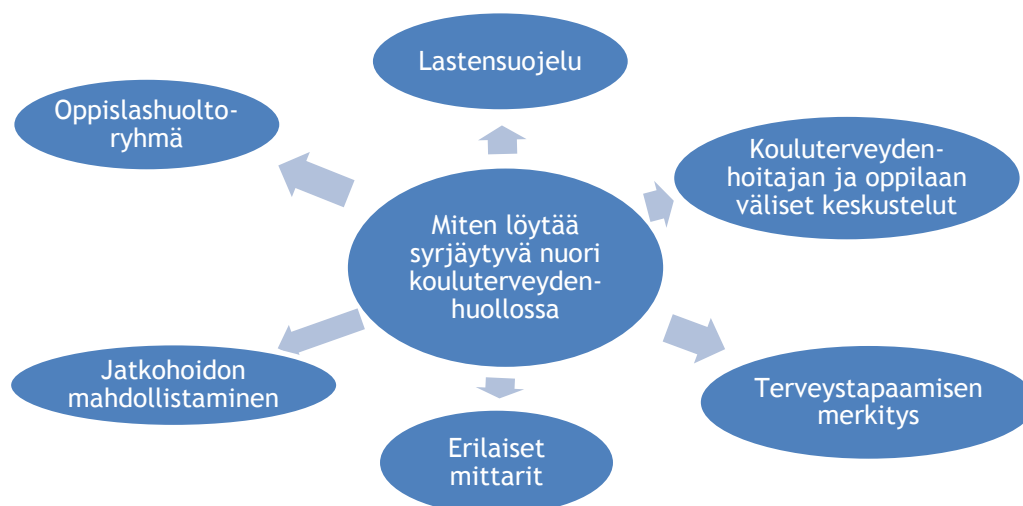 Lastensuojelu
Oppislashuolto-
ryhmä
Kouluterveyden-
hoitajan ja oppilaan
väliset keskustelut
Miten löytää
syrjäytyvä nuori
kouluterveyden-
huollossa
Jatkohoidon
mahdollistaminen
Terveystapaamisen
merkitys
Erilaiset
mittarit